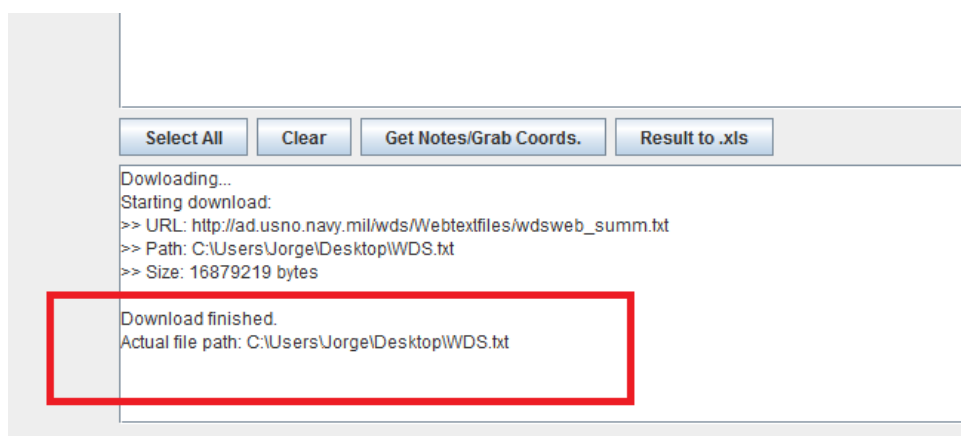 Select All Clear Get Notes/Grab Coords. Result to .xls
Dowloading...
Starting download:
>> URL: http://ad.usno.navy.mil/wds/Webtextfiles/wdsweb_summ.txt
>> Path: C:\Users\Jorge\Desktop\WDS.txt
>> Size: 16879219 bytes
Download finished.
Actual file path: C:\Users\Jorge\Desktop\WDS.txt